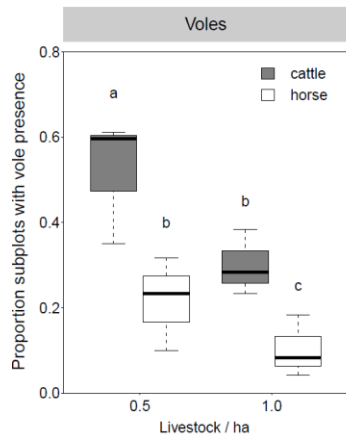 Voles
Proportion subplots with vole presence
0.8
0.6
0.4
0.2
0.0
cattle
horse
a
b
b
c
0.5
1.0
Livestock / ha